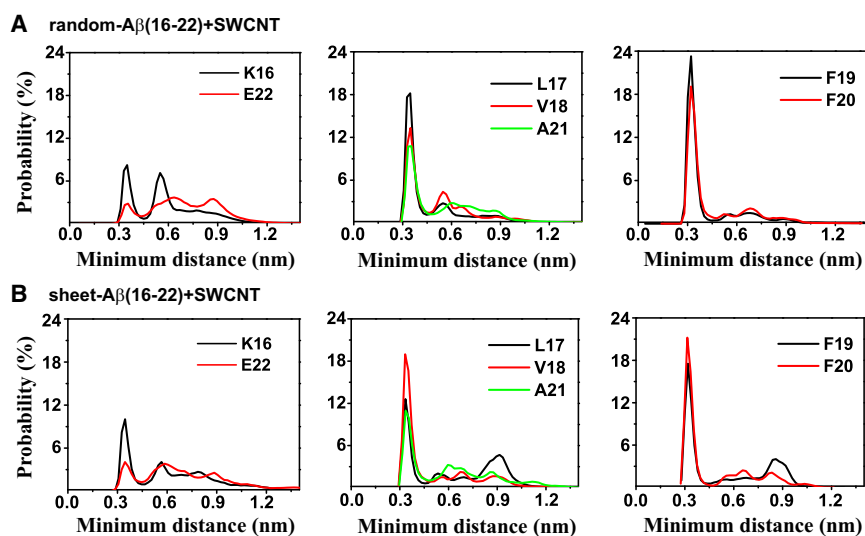 A random-Aβ(16-22)+SWCNT
Probability (%)
24
18
12
6
0.0 0.3 0.6 0.9 1.2
Minimum distance (nm)
K16
E22
24
18
12
6
0.0 0.3 0.6 0.9 1.2
Minimum distance (nm)
L17
V18
A21
24
18
12
6
0.0 0.3 0.6 0.9 1.2
Minimum distance (nm)
F19
F20
B sheet-Aβ(16-22)+SWCNT
Probability (%)
24
18
12
6
0.0 0.3 0.6 0.9 1.2
Minimum distance (nm)
K16
E22
24
18
12
6
0.0 0.3 0.6 0.9 1.2
Minimum distance (nm)
L17
V18
A21
24
18
12
6
0.0 0.3 0.6 0.9 1.2
Minimum distance (nm)
F19
F20